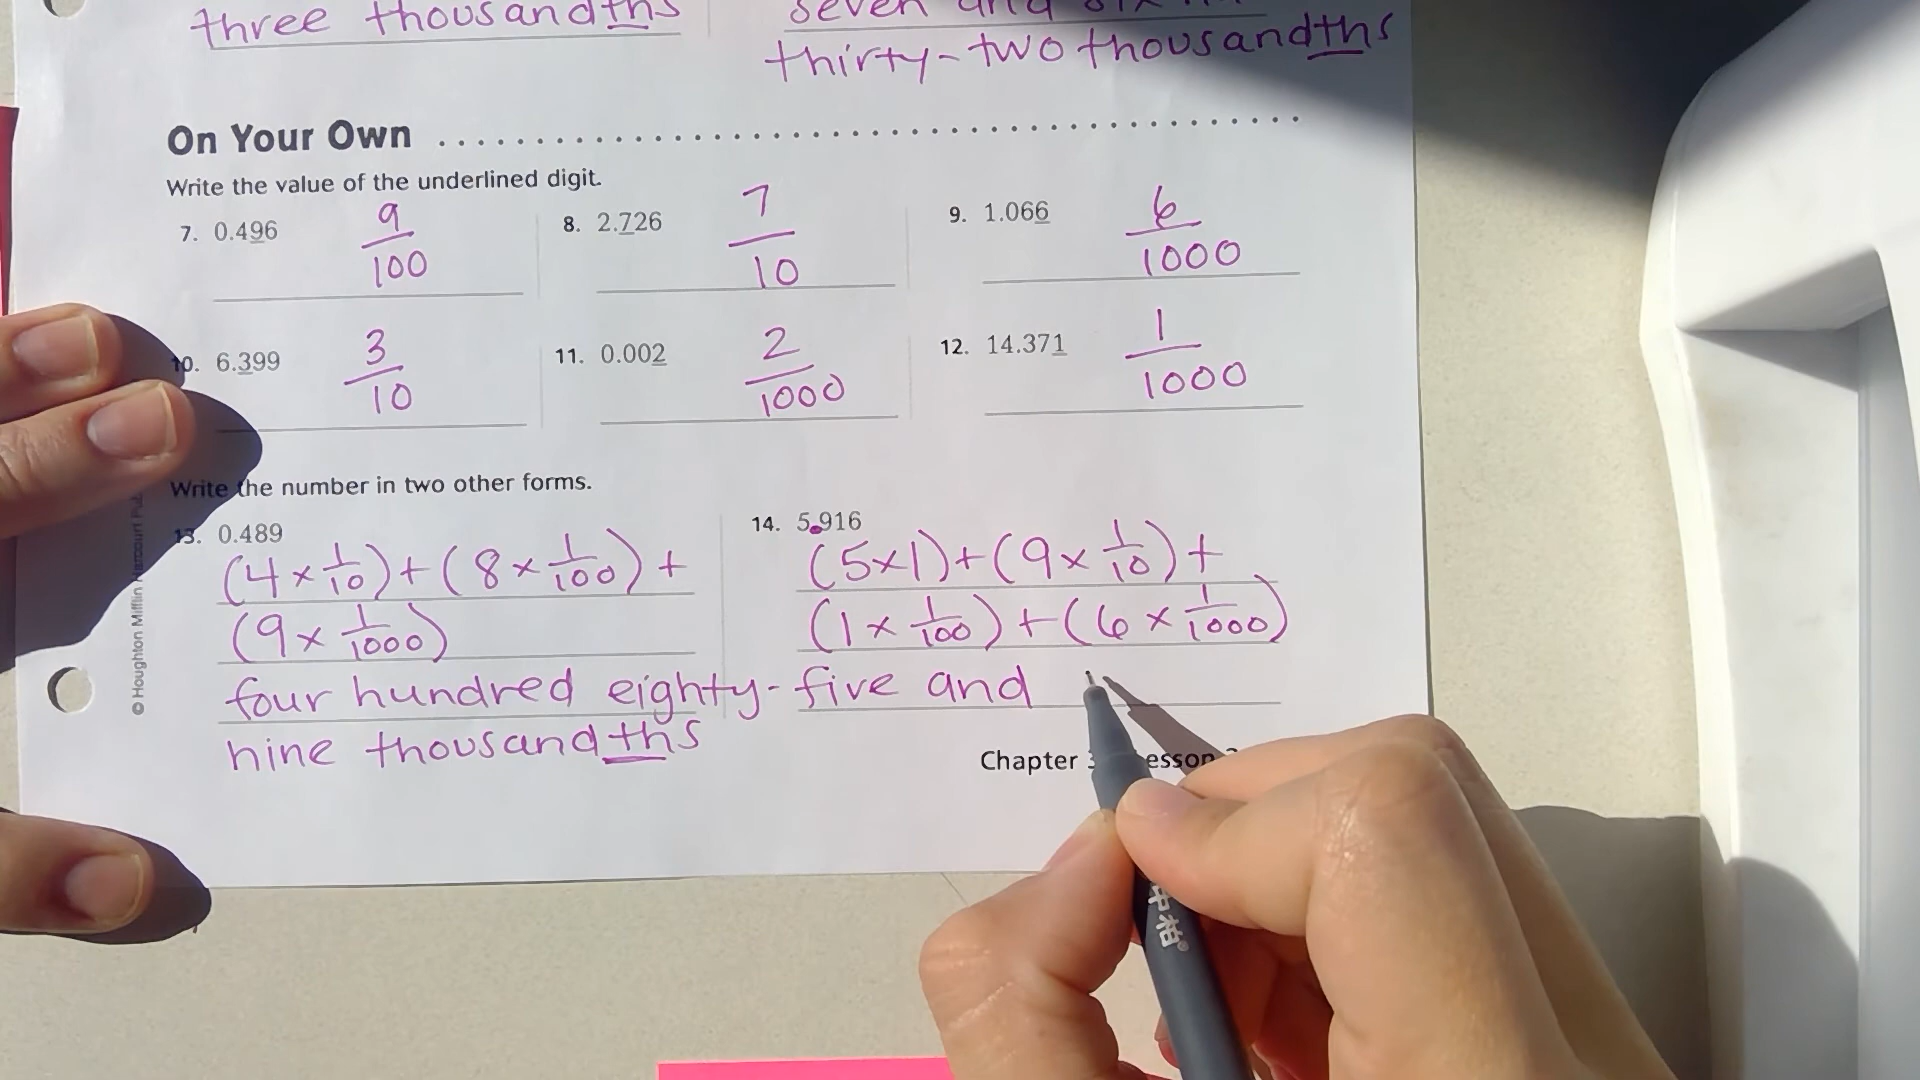 three thousandths
seven and six
thirty-two thousandths
On Your Own
Write the value of the underlined digit.
7. 0.496 9/100
8. 2.726 7/10
9. 1.066 6/1000
10. 6.399 3/10
11. 0.002 2/1000
12. 14.371 1/1000
Write the number in two other forms.
13. 0.489
(4 × 1/10) + (8 × 1/100) +
(9 × 1/1000)
four hundred eighty-
nine thousandths
14. 5.916
(5×1) + (9 × 1/10) +
(1 × 1/100) + (6 × 1/1000)
five and
Chapter
© Houghton Mifflin Harcourt
中柏